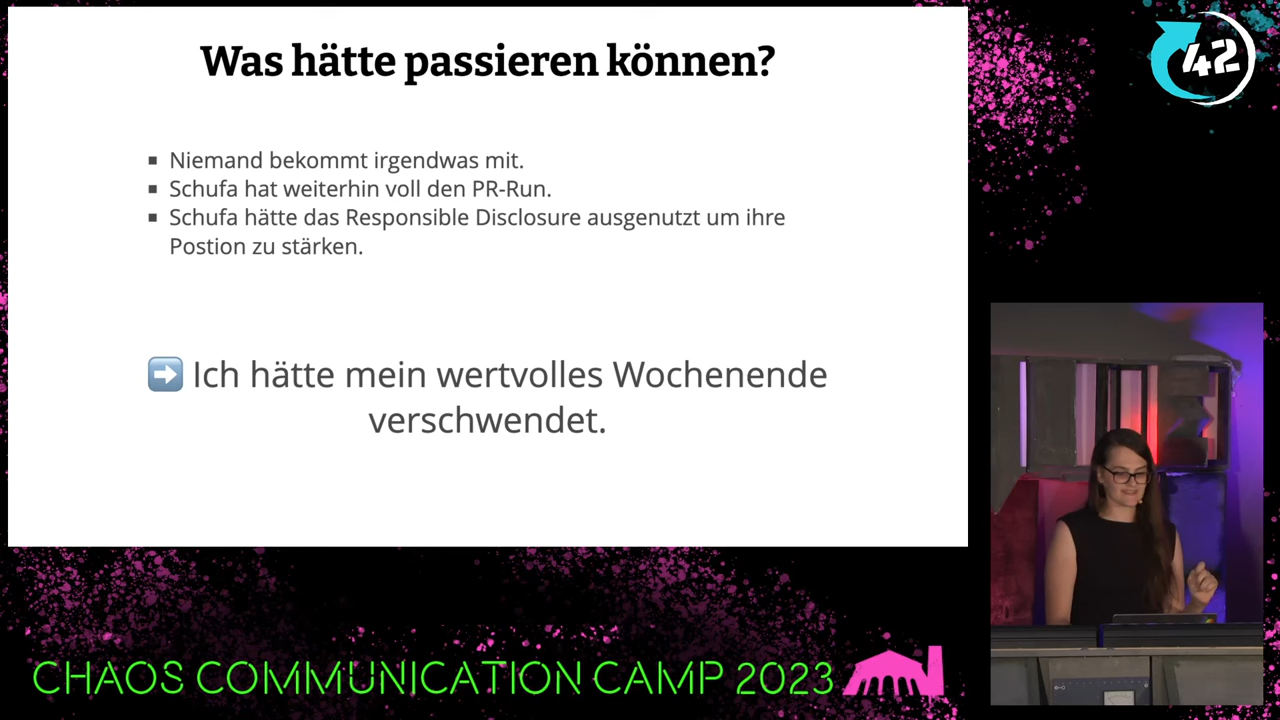 Was hätte passieren können?
Niemand bekommt irgendwas mit.
Schufa hat weiterhin voll den PR-Run.
Schufa hätte das Responsible Disclosure ausgenutzt um ihre
Postion zu stärken.
➡️ Ich hätte mein wertvolles Wochenende
verschwendet.
42
CHAOS COMMUNICATION CAMP 2023